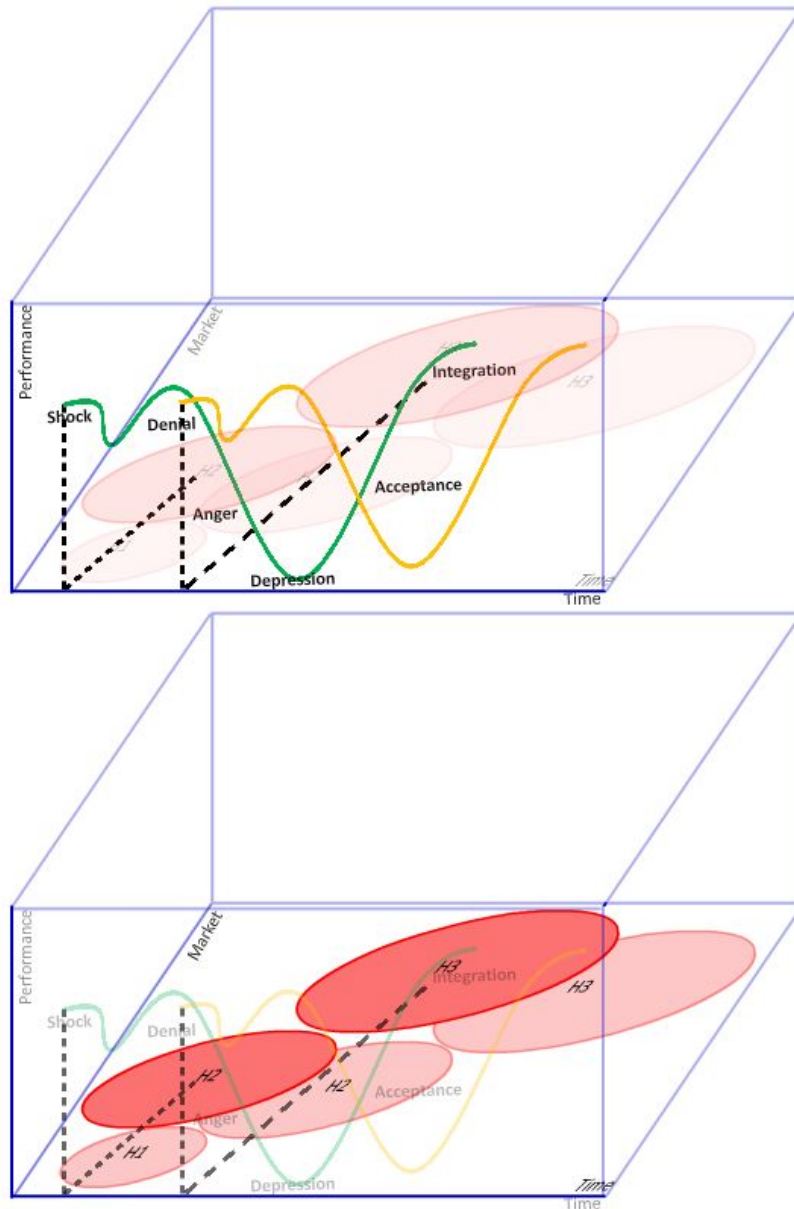 Performance
Market
Integration
H3
Shock
Denial
H2
Acceptance
Anger
Depression
Time
Time
Performance
Market
H3
Integration
H3
Shock
Denial
H2
H2
Acceptance
Anger
H1
Depression
Time
Time